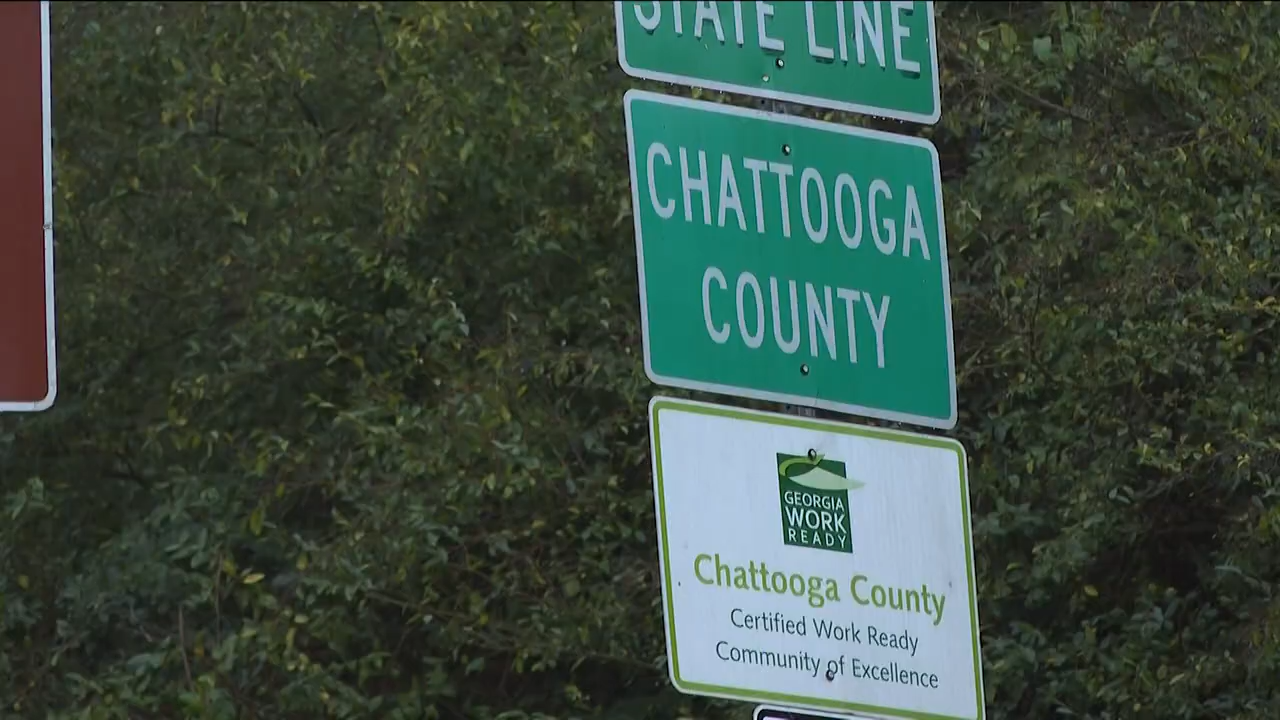 STATE LINE
CHATTOOGA
COUNTY
GEORGIA
WORK
READY
Chattooga County
Certified Work Ready
Community of Excellence